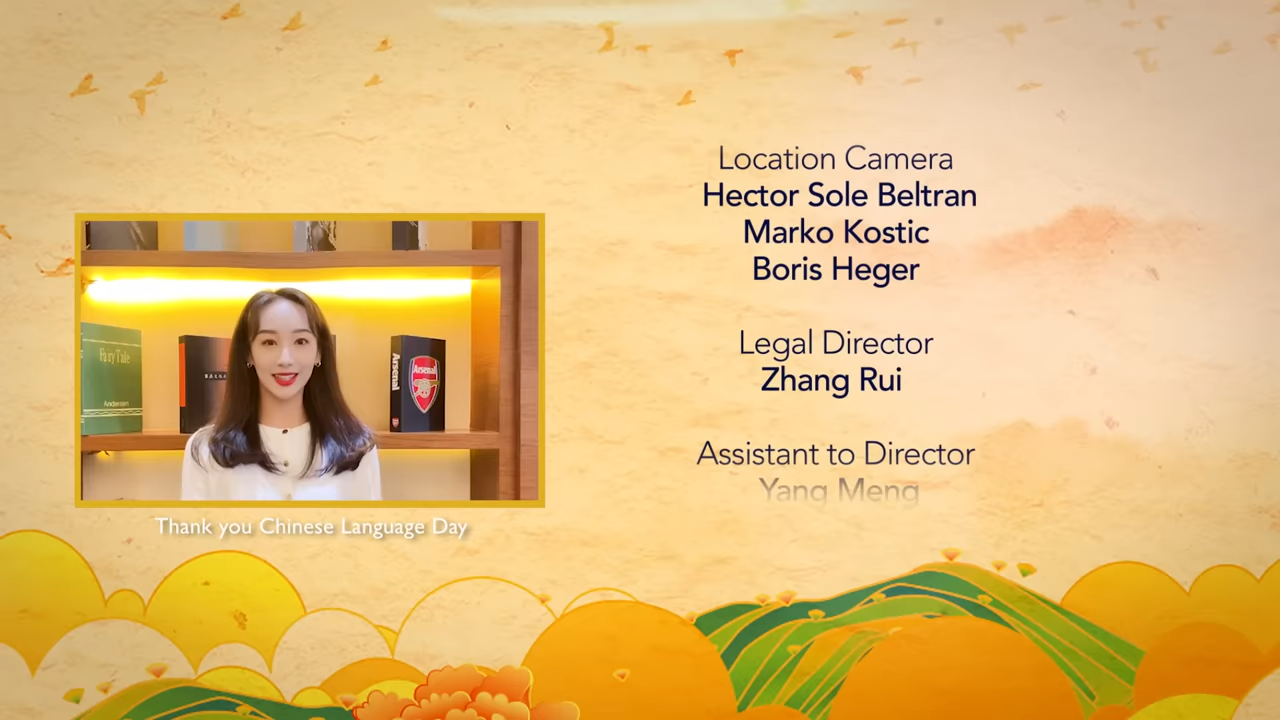 Fairy Tale
Andersen
Arsenal
Arsenal
Thank you Chinese Language Day
Location Camera
Hector Sole Beltran
Marko Kostic
Boris Heger
Legal Director
Zhang Rui
Assistant to Director
Yang Meng